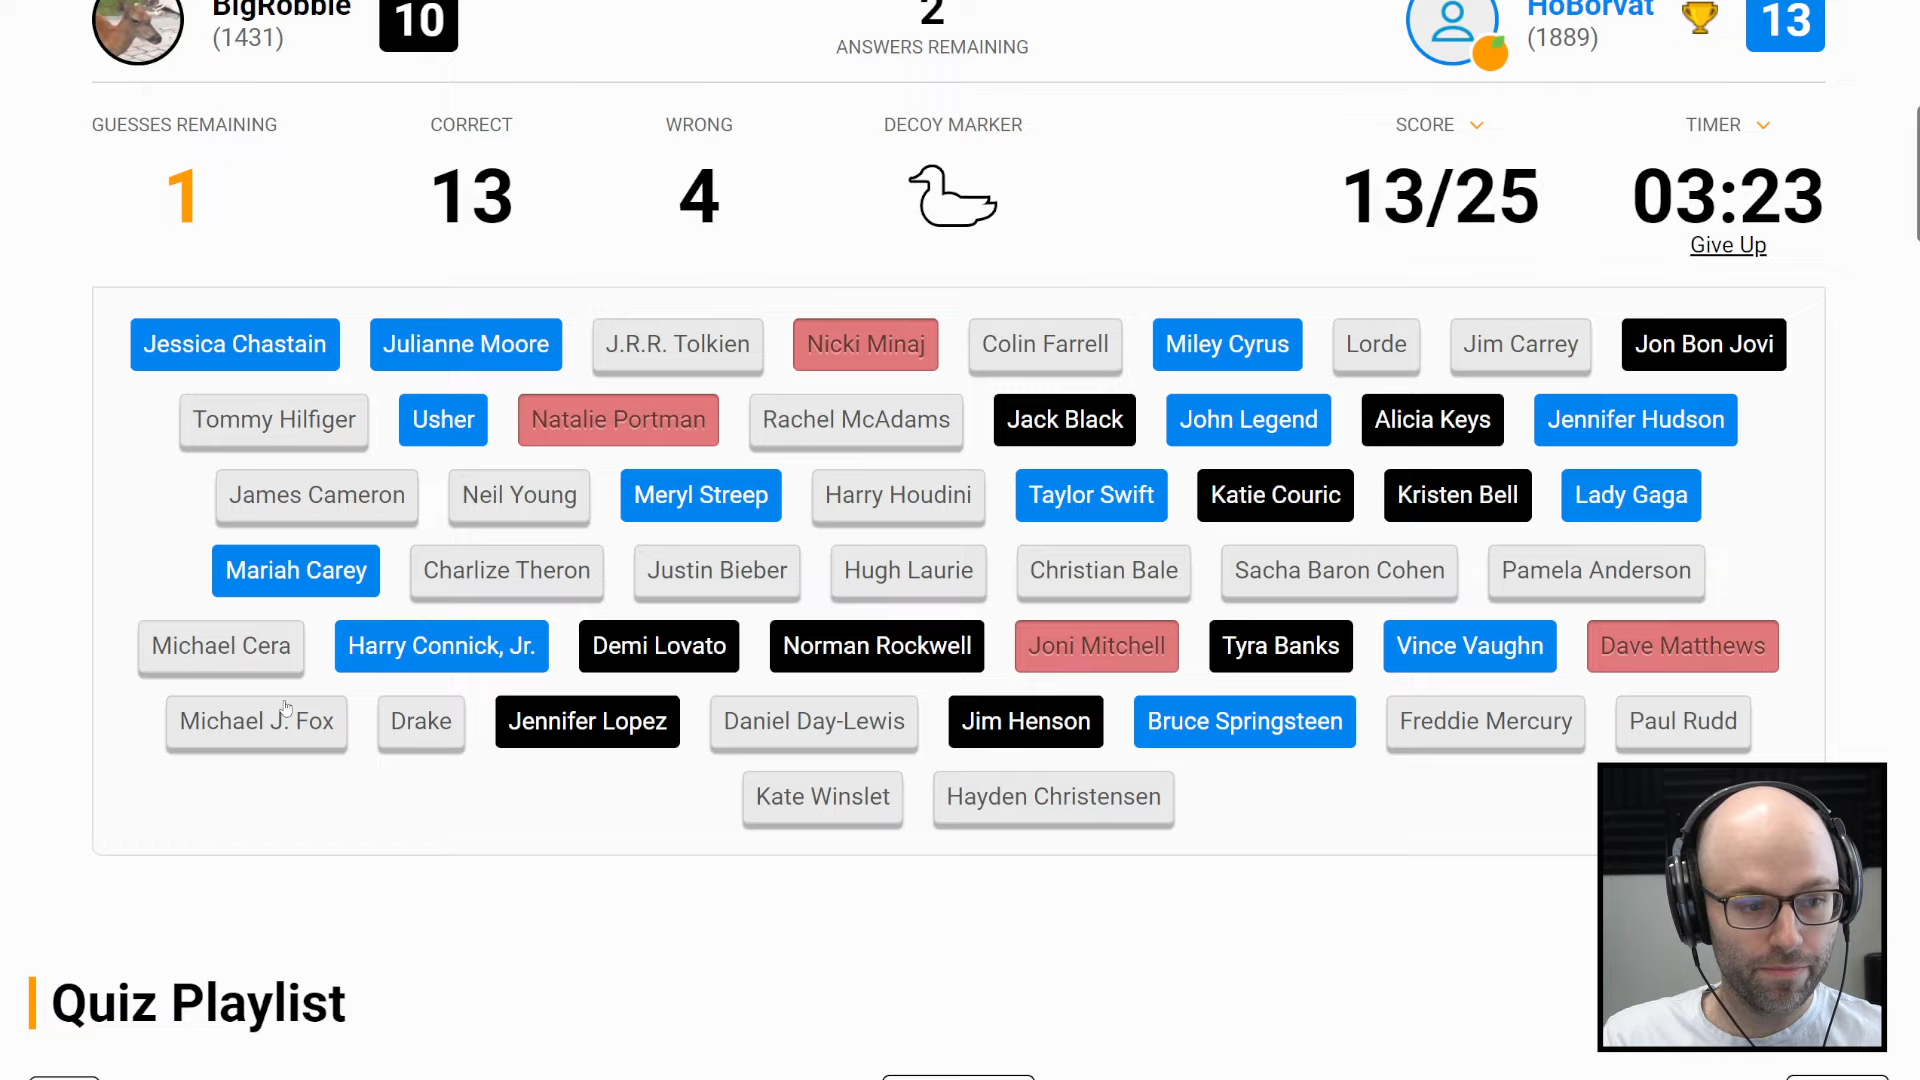 BigRobbie
(1431)
10
2
ANSWERS REMAINING
HoBorvat
(1889)
13
GUESSES REMAINING
CORRECT
WRONG
DECOY MARKER
SCORE
TIMER
1
13
4
13/25
03:23
Give Up
Jessica Chastain
Julianne Moore
J.R.R. Tolkien
Nicki Minaj
Colin Farrell
Miley Cyrus
Lorde
Jim Carrey
Jon Bon Jovi
Tommy Hilfiger
Usher
Natalie Portman
Rachel McAdams
Jack Black
John Legend
Alicia Keys
Jennifer Hudson
James Cameron
Neil Young
Meryl Streep
Harry Houdini
Taylor Swift
Katie Couric
Kristen Bell
Lady Gaga
Mariah Carey
Charlize Theron
Justin Bieber
Hugh Laurie
Christian Bale
Sacha Baron Cohen
Pamela Anderson
Michael Cera
Harry Connick, Jr.
Demi Lovato
Norman Rockwell
Joni Mitchell
Tyra Banks
Vince Vaughn
Dave Matthews
Michael J. Fox
Drake
Jennifer Lopez
Daniel Day-Lewis
Jim Henson
Bruce Springsteen
Freddie Mercury
Paul Rudd
Kate Winslet
Hayden Christensen
Quiz Playlist